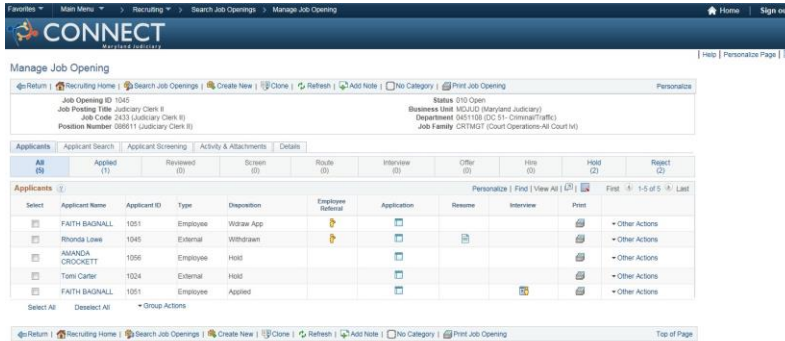 Favorites Main Menu > Recruiting > Search Job Openings > Manage Job Opening Home Sign ou
CONNECT
Maryland Judiciary
Help | Personalize Page |
Manage Job Opening
Return | Recruiting Home | Search Job Openings | Create New | Clone | Refresh | Add Note | No Category | Print Job Opening Personalize
Job Opening ID 1045 Status 010 Open
Job Posting Title Judiciary Clerk II Business Unit MDJUD (Maryland Judiciary)
Job Code 2433 (Judiciary Clerk II) Department 0451108 (DC 51- Criminal/Traffic)
Position Number 086611 (Judiciary Clerk II) Job Family CRTMGT (Court Operations-All Court lvl)
Applicants Applicant Search Applicant Screening Activity & Attachments Details
All Applied Reviewed Screen Route Interview Offer Hire Hold Reject
(5) (1) (0) (0) (0) (0) (0) (0) (2) (2)
Applicants Personalize | Find | View All | First 1-5 of 5 Last
Select Applicant Name Applicant ID Type Disposition Employee Referral Application Resume Interview Print
FAITH BAGNALL 1051 Employee Wdraw App Other Actions
Rhonda Lowe 1045 External Withdrawn Other Actions
AMANDA CROCKETT 1056 Employee Hold Other Actions
Tomi Carter 1024 External Hold Other Actions
FAITH BAGNALL 1051 Employee Applied Other Actions
Select All Deselect All Group Actions
Return | Recruiting Home | Search Job Openings | Create New | Clone | Refresh | Add Note | No Category | Print Job Opening Top of Page